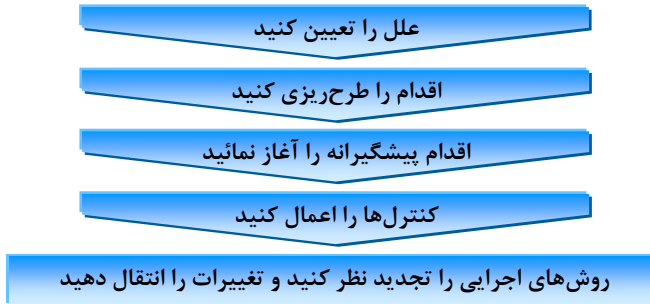 علل را تعیین کنید
اقدام را طرح‌ریزی کنید
اقدام پیشگیرانه را آغاز نمائید
کنترل‌ها را اعمال کنید
روش‌های اجرایی را تجدید نظر کنید و تغییرات را انتقال دهید